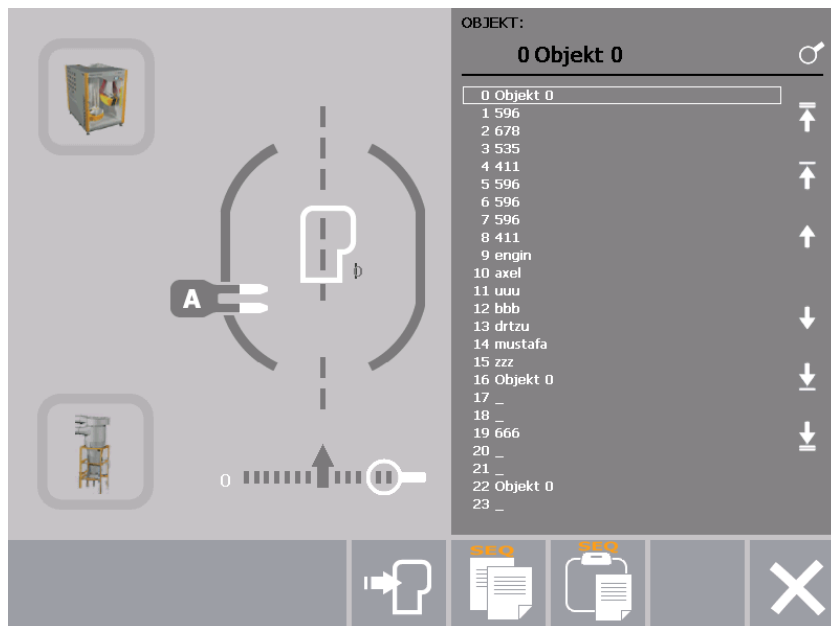 OBJEKT:
0 Objekt 0
0 Objekt 0
1 596
2 678
3 535
4 411
5 596
6 596
7 596
8 411
9 engin
10 axel
11 uuu
12 bbb
13 drtzu
14 mustafa
15 zzz
16 Objekt 0
17 _
18 _
19 666
20 _
21 _
22 Objekt 0
23 _
A
0
SEQ
SEQ